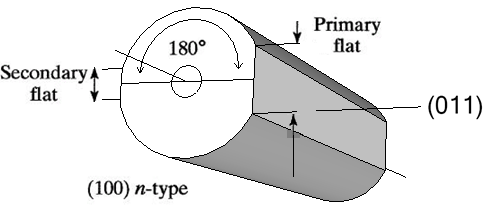 Primary
flat
180°
Secondary
flat
(011)
(100) n-type